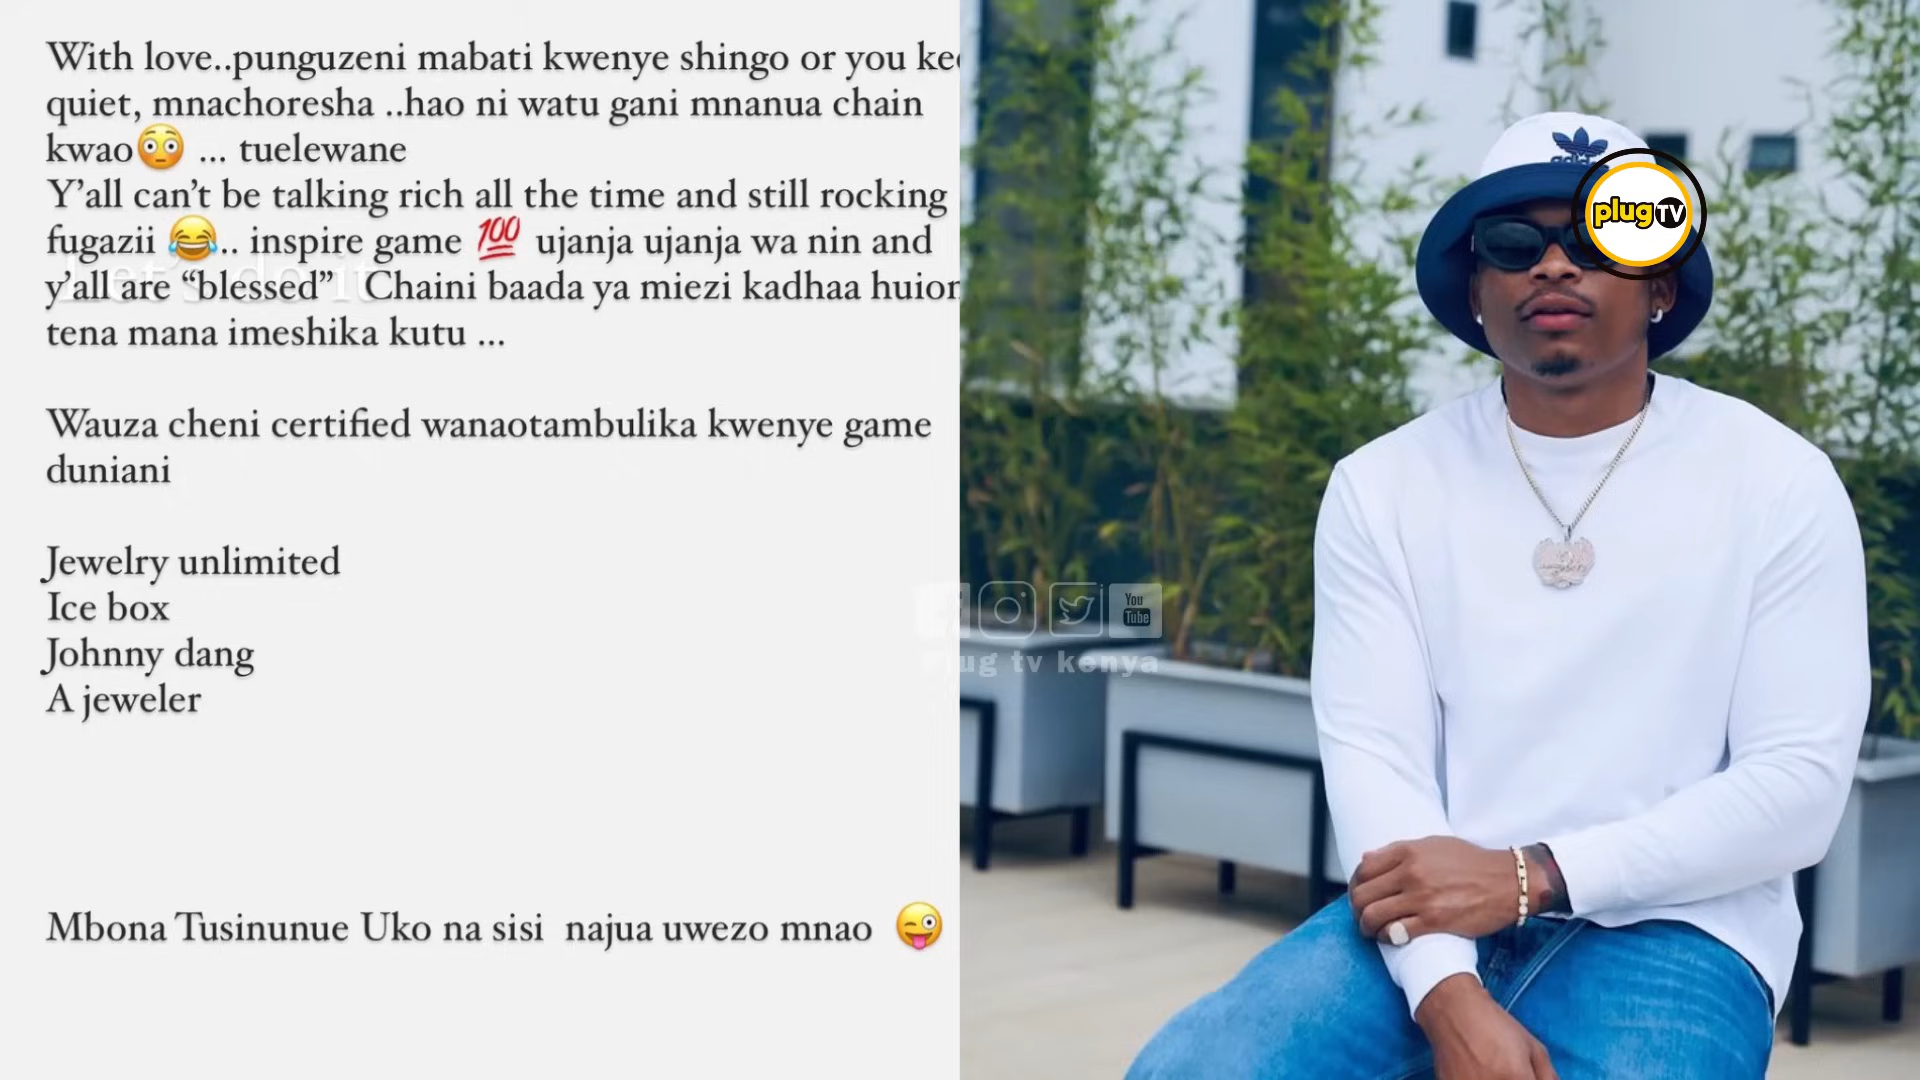 With love..punguzeni mabati kwenye shingo or you
quiet, mnachoresha ..hao ni watu gani mnanua chain
kwao😳 ... tuelewane
Y’all can’t be talking rich all the time and still rocking
fugazii 😂.. inspire game 💯 ujanja ujanja wa nin and
y’all are “blessed” Chaini baada ya miezi kadhaa
tena mana imeshika kutu ...
Let's do it
Wauza cheni certified wanaotambulika kwenye game
duniani
Jewelry unlimited
Ice box
Johnny dang
A jeweler
Mbona Tusinunue Uko na sisi najua uwezo mnao 😜
adidas
plug TV
You
Tube
plug tv kenya